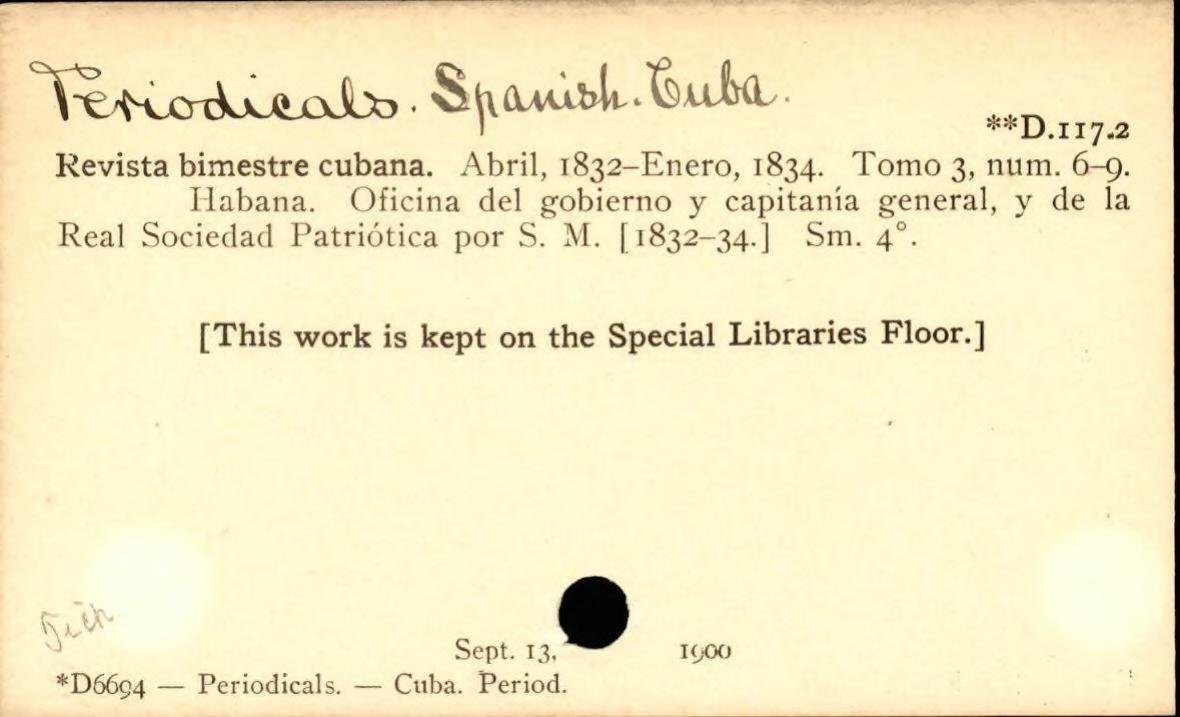 Periodicals. Spanish. Cuba.
**D.117.2
Revista bimestre cubana. Abril, 1832–Enero, 1834. Tomo 3, num. 6–9.
Habana. Oficina del gobierno y capitanía general, y de la
Real Sociedad Patriótica por S. M. [1832–34.] Sm. 4°.
[This work is kept on the Special Libraries Floor.]
Sept. 13, 1900
*D6694 — Periodicals. — Cuba. Period.